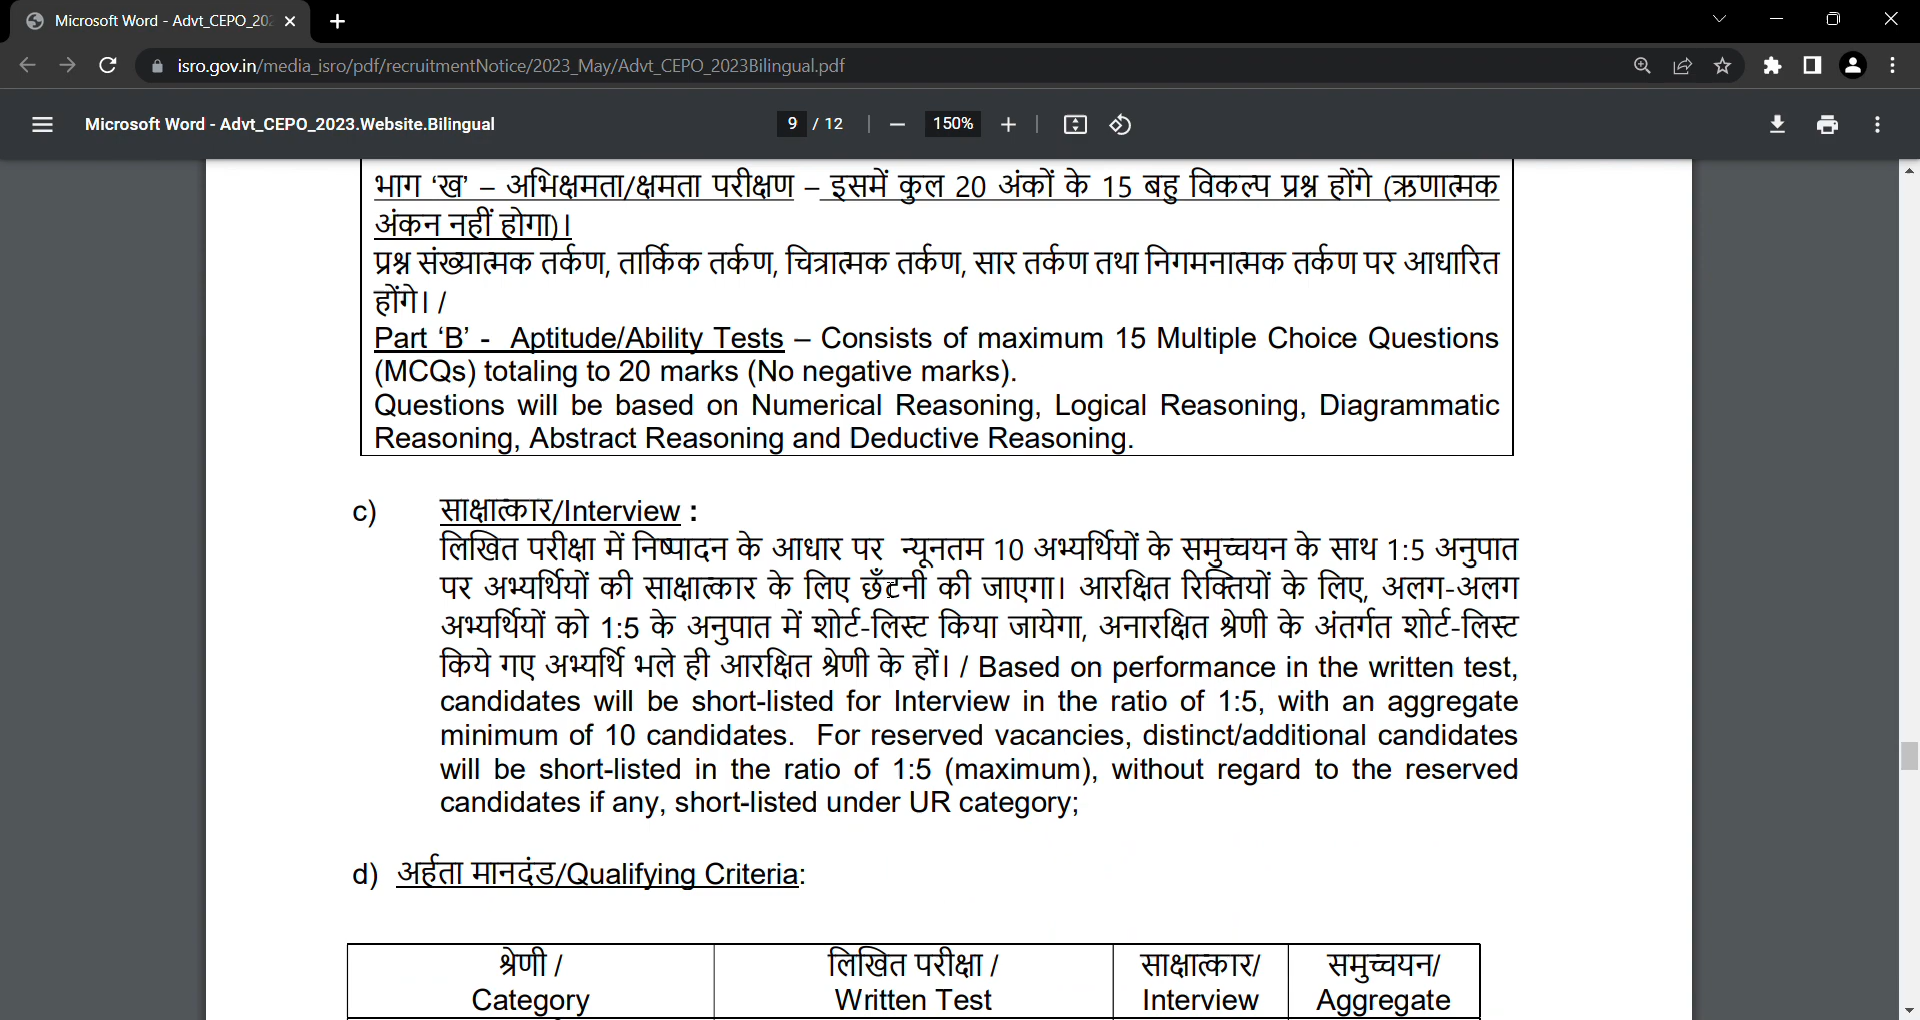 Microsoft Word - Advt_CEPO_202
isro.gov.in/media_isro/pdf/recruitmentNotice/2023_May/Advt_CEPO_2023Bilingual.pdf
Microsoft Word - Advt_CEPO_2023.Website.Bilingual 9 / 12 150%
भाग ‘ख’ – अभिक्षमता/क्षमता परीक्षण – इसमें कुल 20 अंकों के 15 बहु विकल्प प्रश्न होंगे (ऋणात्मक
अंकन नहीं होगा)।
प्रश्न संख्यात्मक तर्कण, तार्किक तर्कण, चित्रात्मक तर्कण, सार तर्कण तथा निगमनात्मक तर्कण पर आधारित
होंगे। /
Part ‘B’ - Aptitude/Ability Tests – Consists of maximum 15 Multiple Choice Questions
(MCQs) totaling to 20 marks (No negative marks).
Questions will be based on Numerical Reasoning, Logical Reasoning, Diagrammatic
Reasoning, Abstract Reasoning and Deductive Reasoning.
c) साक्षात्कार/Interview :
लिखित परीक्षा में निष्पादन के आधार पर न्यूनतम 10 अभ्यर्थियों के समुच्चयन के साथ 1:5 अनुपात
पर अभ्यर्थियों की साक्षात्कार के लिए छँटनी की जाएगा। आरक्षित रिक्तियों के लिए, अलग-अलग
अभ्यर्थियों को 1:5 के अनुपात में शोर्ट-लिस्ट किया जायेगा, अनारक्षित श्रेणी के अंतर्गत शोर्ट-लिस्ट
किये गए अभ्यर्थि भले ही आरक्षित श्रेणी के हों। / Based on performance in the written test,
candidates will be short-listed for Interview in the ratio of 1:5, with an aggregate
minimum of 10 candidates. For reserved vacancies, distinct/additional candidates
will be short-listed in the ratio of 1:5 (maximum), without regard to the reserved
candidates if any, short-listed under UR category;
d) अर्हता मानदंड/Qualifying Criteria:
श्रेणी / लिखित परीक्षा / साक्षात्कार/ समुच्चयन/
Category Written Test Interview Aggregate